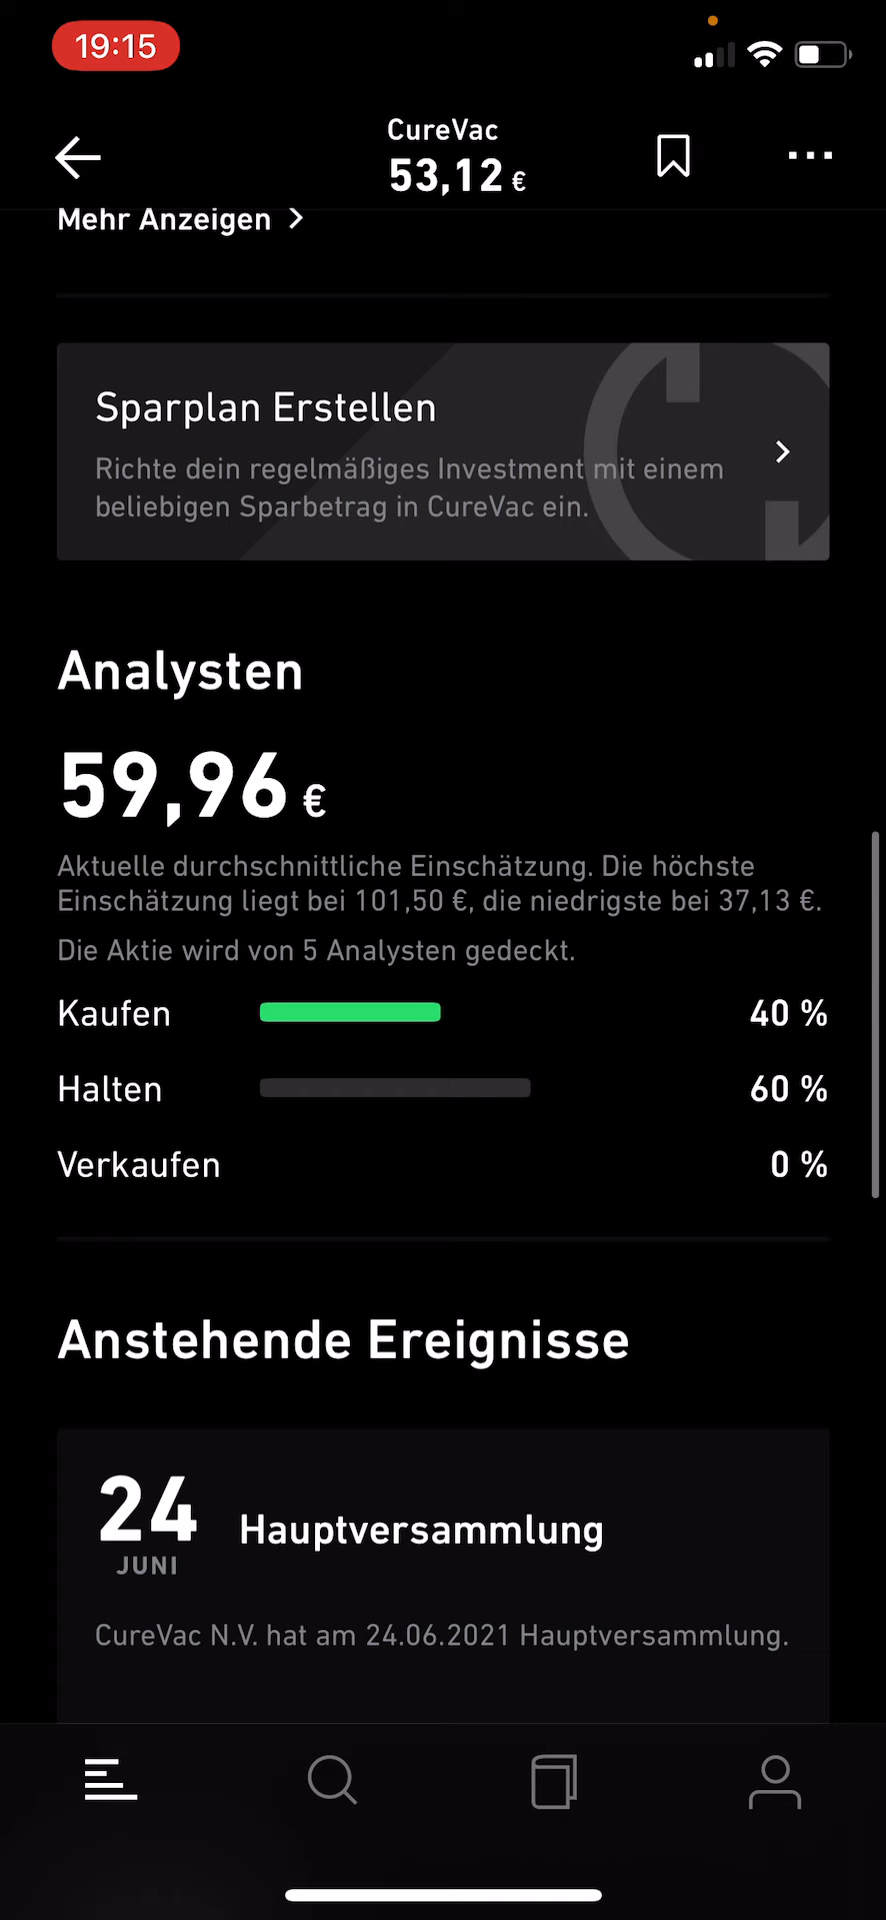 19:15
CureVac
53,12 €
Mehr Anzeigen
Sparplan Erstellen
Richte dein regelmäßiges Investment mit einem
beliebigen Sparbetrag in CureVac ein.
Analysten
59,96 €
Aktuelle durchschnittliche Einschätzung. Die höchste
Einschätzung liegt bei 101,50 €, die niedrigste bei 37,13 €.
Die Aktie wird von 5 Analysten gedeckt.
Kaufen 40 %
Halten 60 %
Verkaufen 0 %
Anstehende Ereignisse
24
JUNI
Hauptversammlung
CureVac N.V. hat am 24.06.2021 Hauptversammlung.